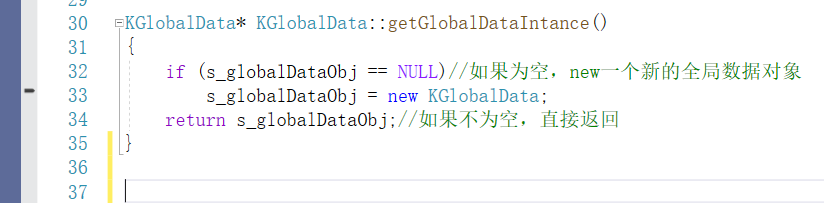 29
30 KGlobalData* KGlobalData::getGlobalDataIntance()
31 {
32 if (s_globalDataObj == NULL)//如果为空，new一个新的全局数据对象
33 s_globalDataObj = new KGlobalData;
34 return s_globalDataObj;//如果不为空，直接返回
35 }
36
37